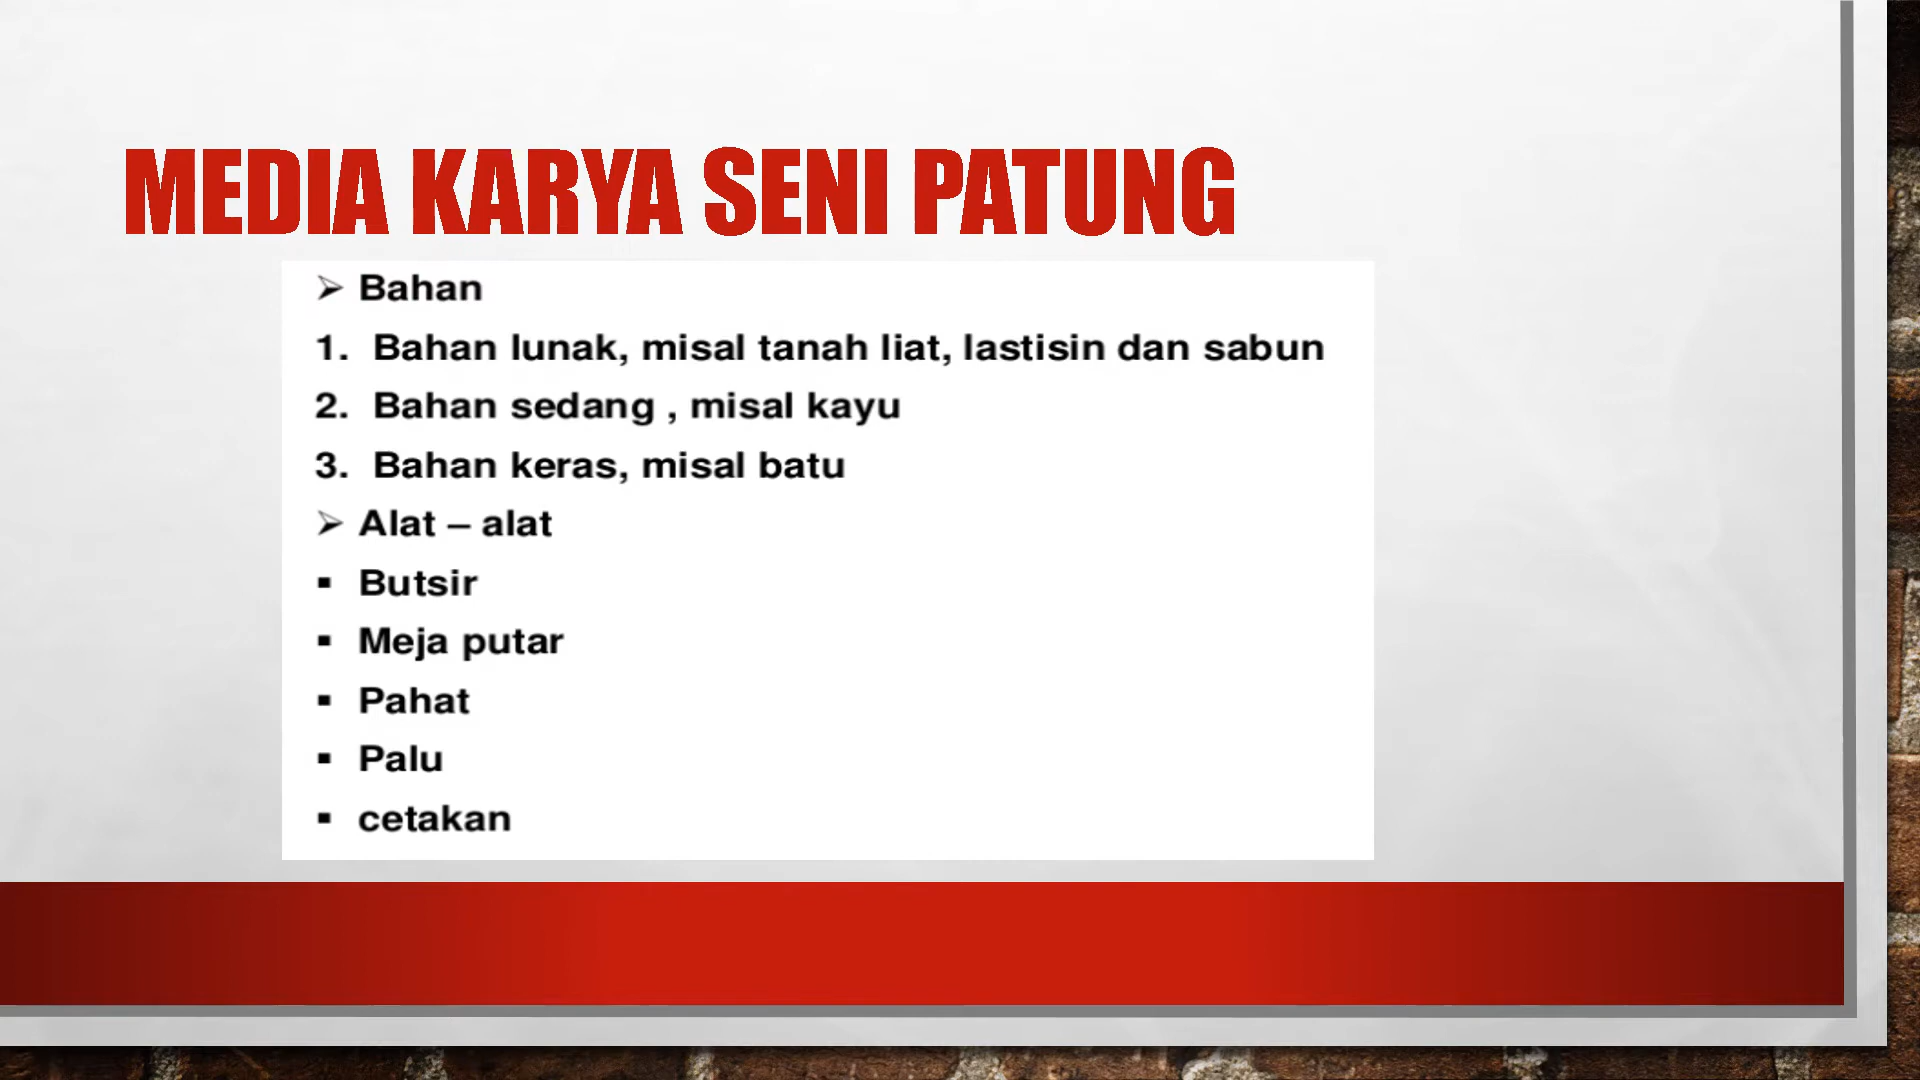 MEDIA KARYA SENI PATUNG
➢ Bahan
1. Bahan lunak, misal tanah liat, lastisin dan sabun
2. Bahan sedang , misal kayu
3. Bahan keras, misal batu
➢ Alat – alat
▪ Butsir
▪ Meja putar
▪ Pahat
▪ Palu
▪ cetakan